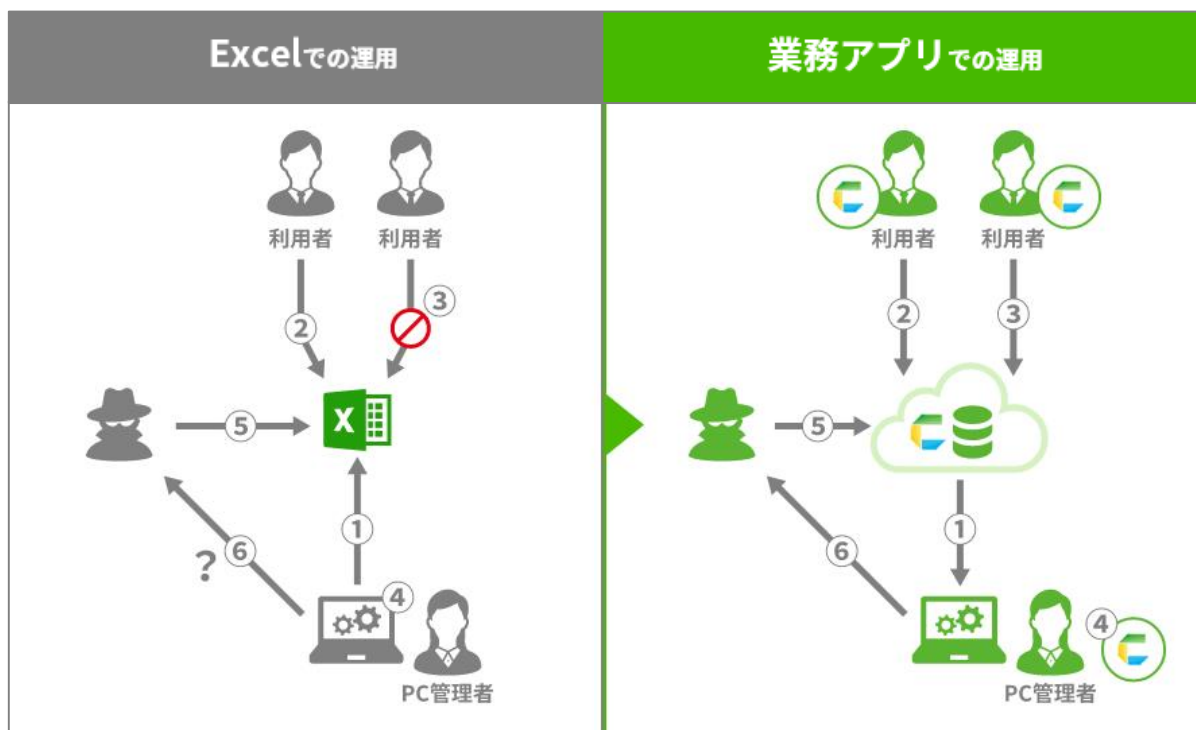 Excelでの運用
業務アプリでの運用
利用者 利用者
③
②
⑤
X
①
?
⑥
④
PC管理者
利用者 利用者
② ③
⑤
①
⑥
④
PC管理者